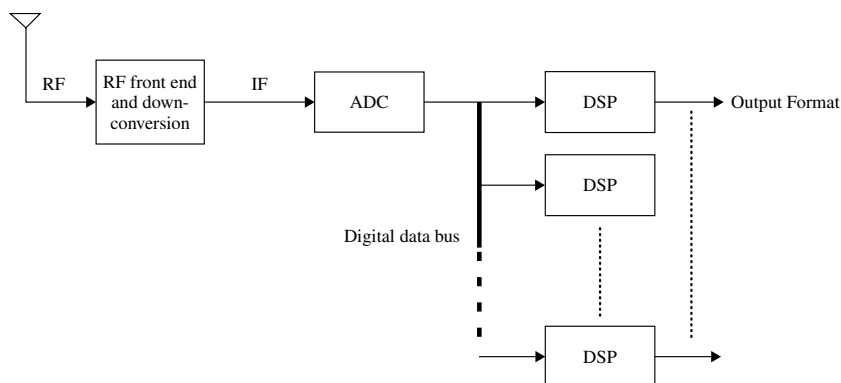 RF
RF front end
and down-
conversion
IF
ADC
DSP
Output Format
DSP
Digital data bus
DSP